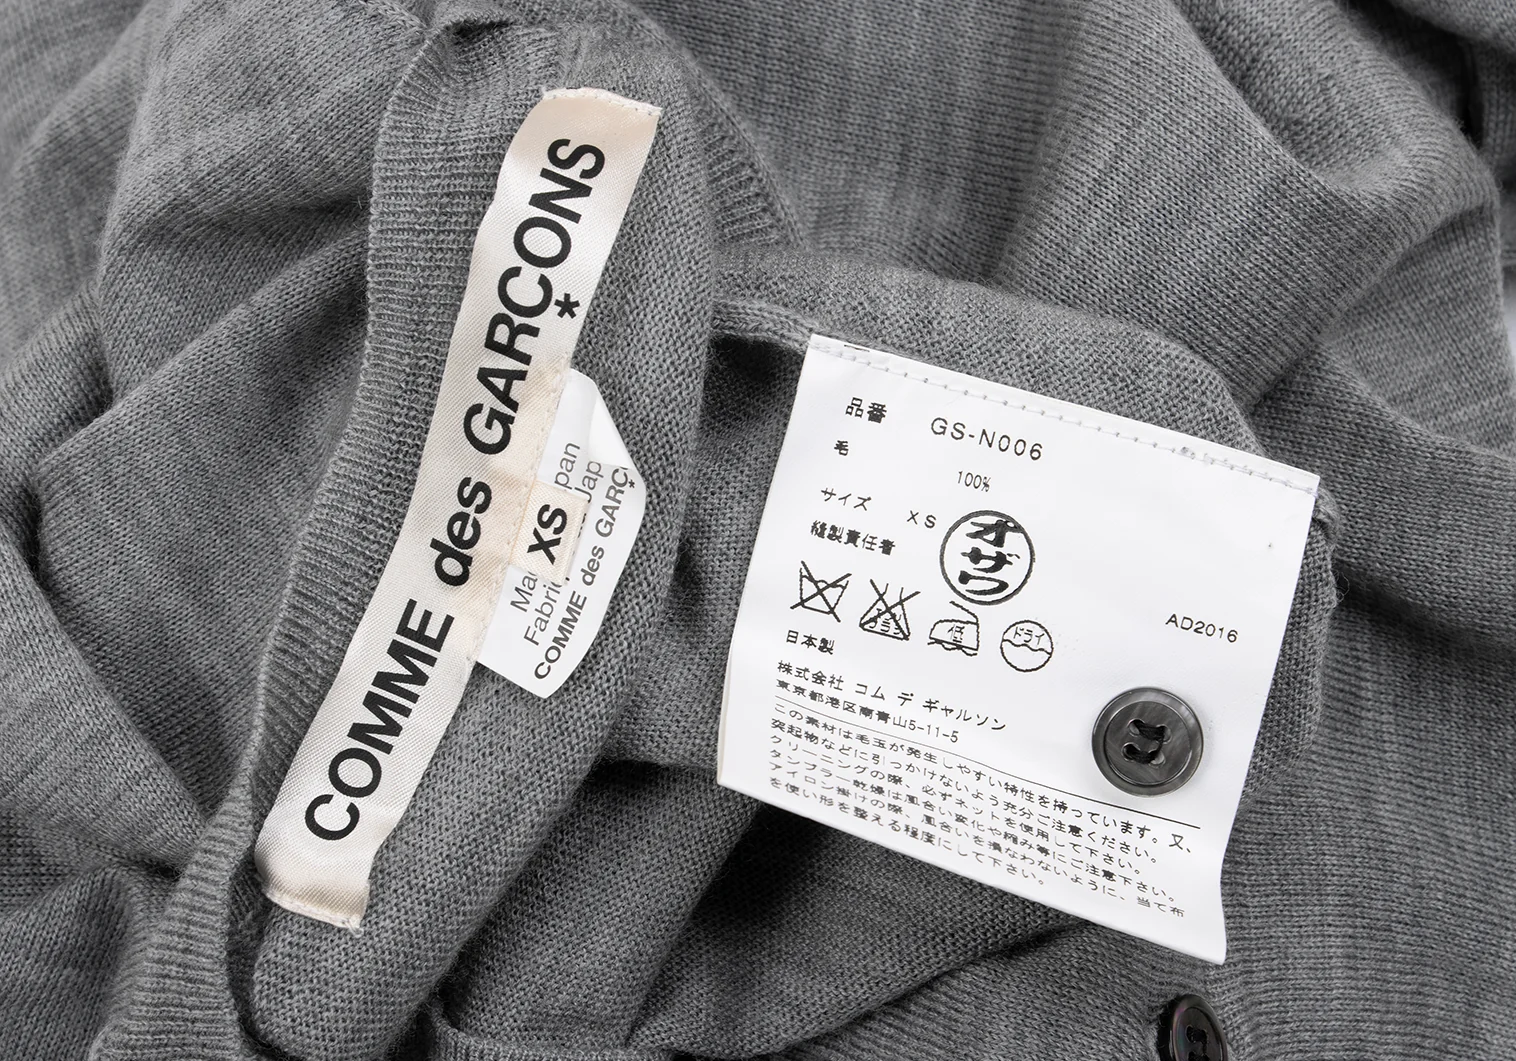 COMME des GARÇONS
*
XS
COMME des GARÇ
品番 GS-N006
毛 100%
サイズ XS
縫製責任者
オザワ
低
ドライ
AD2016
日本製
株式会社 コム デ ギャルソン
東京都港区南青山5-11-5
この素材は毛玉が発生しやすい特性を持っています。又、
突起物などに引っかけないよう充分ご注意ください。
クリーニングの際、必ずネットを使用して下さい。
タンブラー乾燥は風合い変化や縮み等にご注意下さい。
アイロン掛けの際、風合いを損なわないように、当て布
を使い形を整える程度にして下さい。